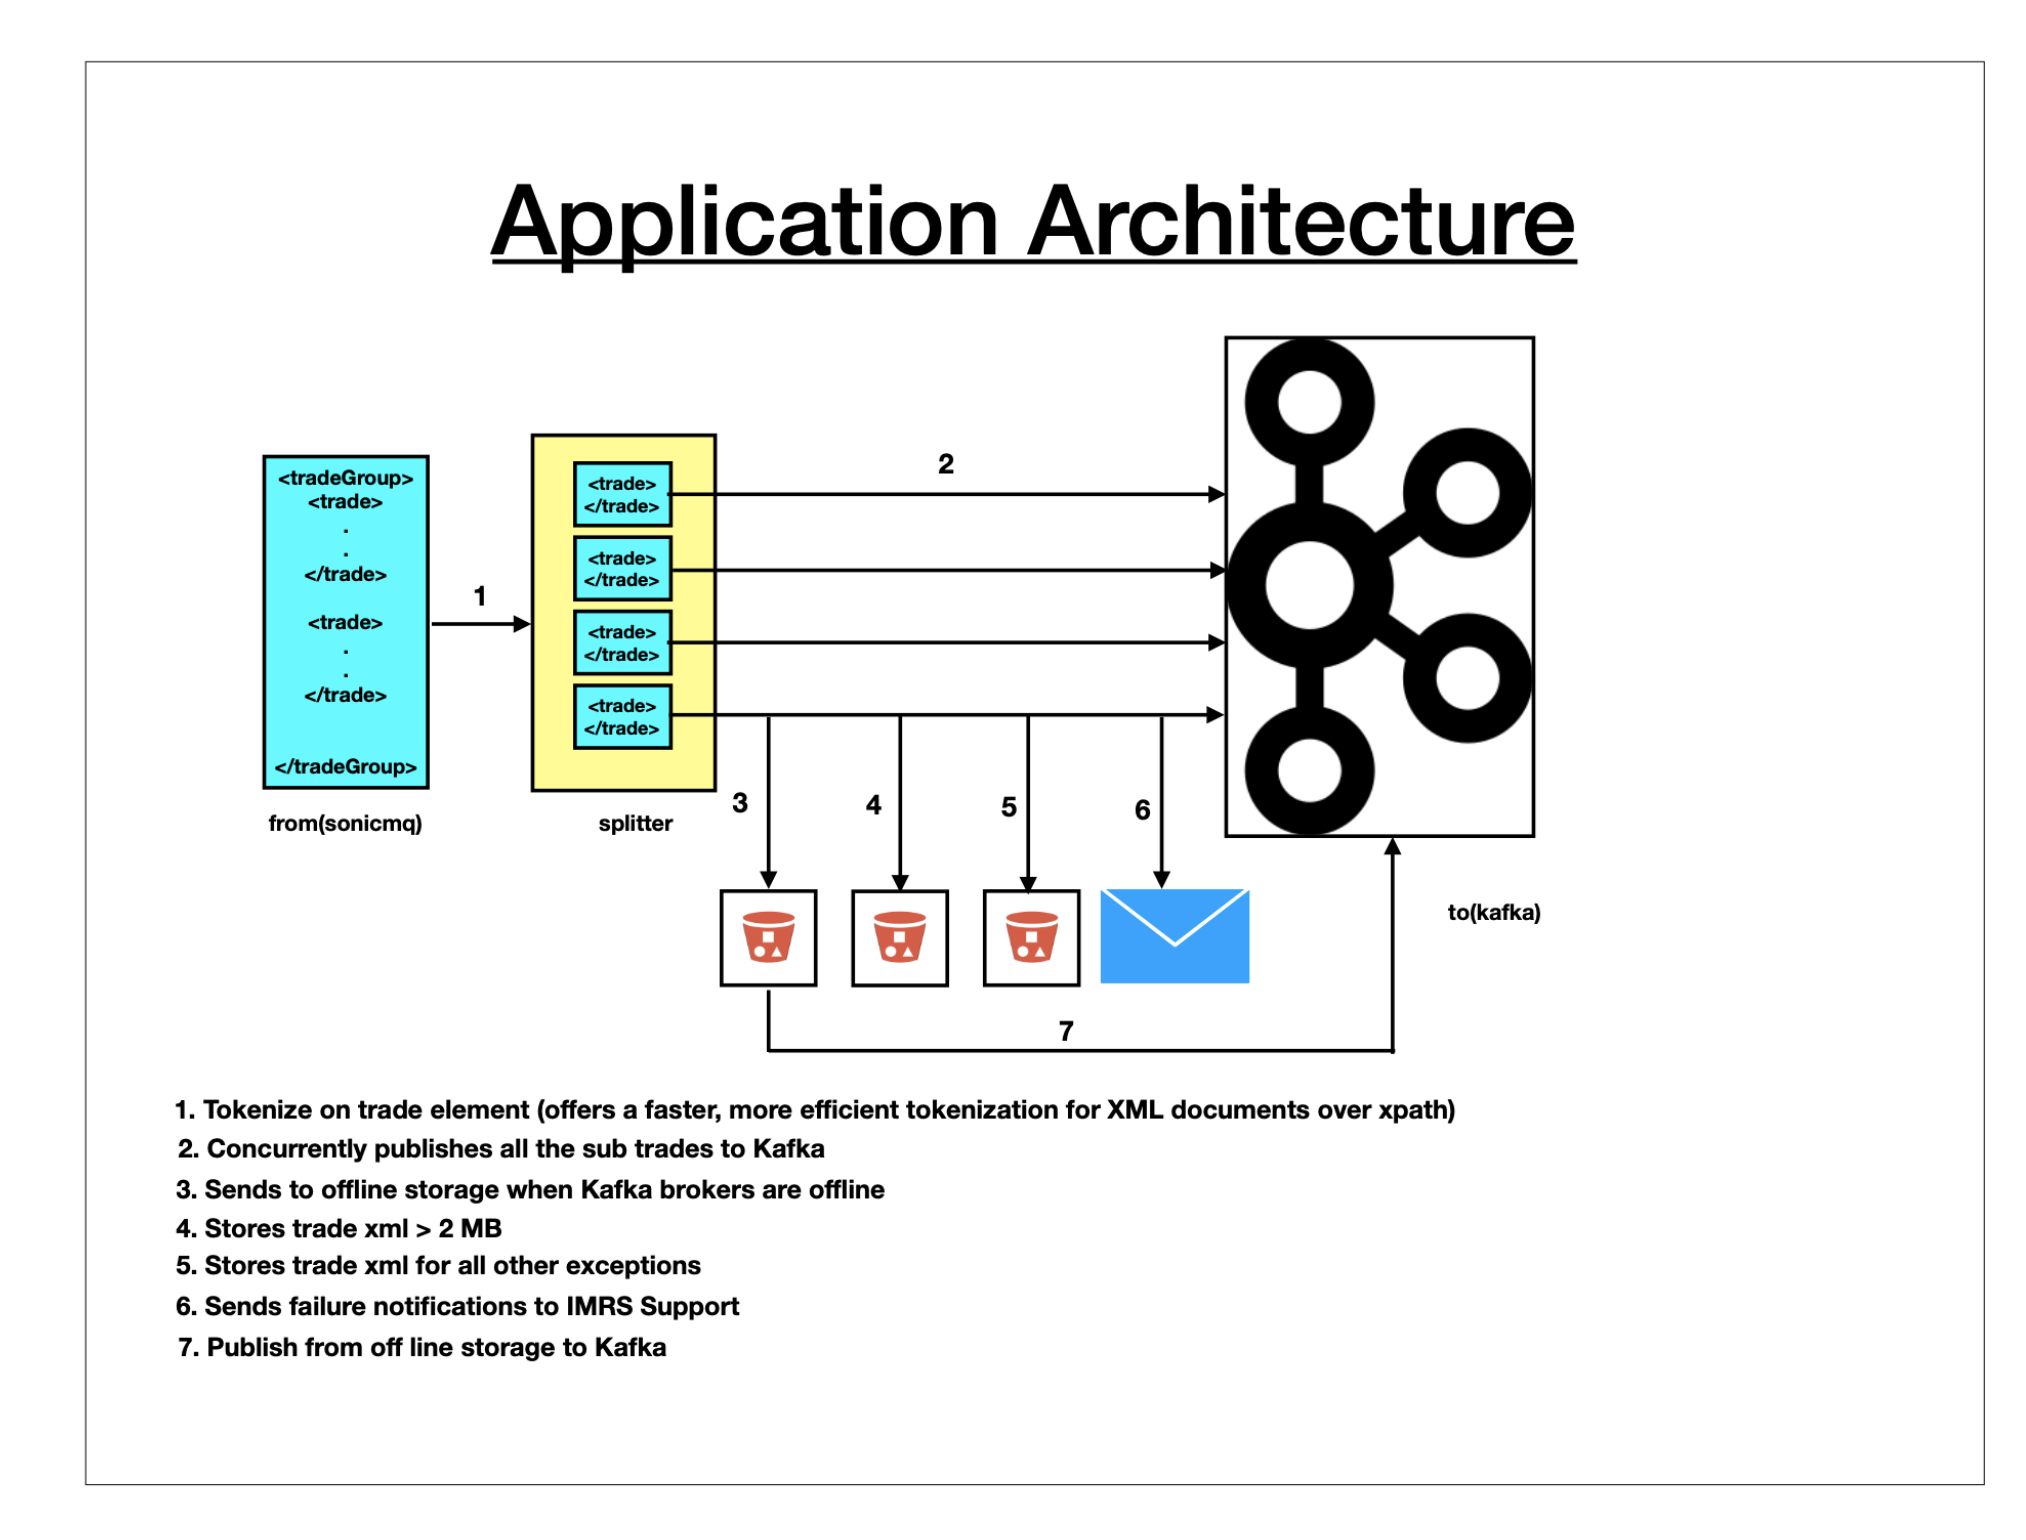 Application Architecture
<tradeGroup>
<trade>
.
.
</trade>
<trade>
.
.
</trade>
</tradeGroup>
from(sonicmq)
1
<trade>
</trade>
<trade>
</trade>
<trade>
</trade>
<trade>
</trade>
splitter
2
3
4
5
6
to(kafka)
7
1. Tokenize on trade element (offers a faster, more efficient tokenization for XML documents over xpath)
2. Concurrently publishes all the sub trades to Kafka
3. Sends to offline storage when Kafka brokers are offline
4. Stores trade xml > 2 MB
5. Stores trade xml for all other exceptions
6. Sends failure notifications to IMRS Support
7. Publish from off line storage to Kafka